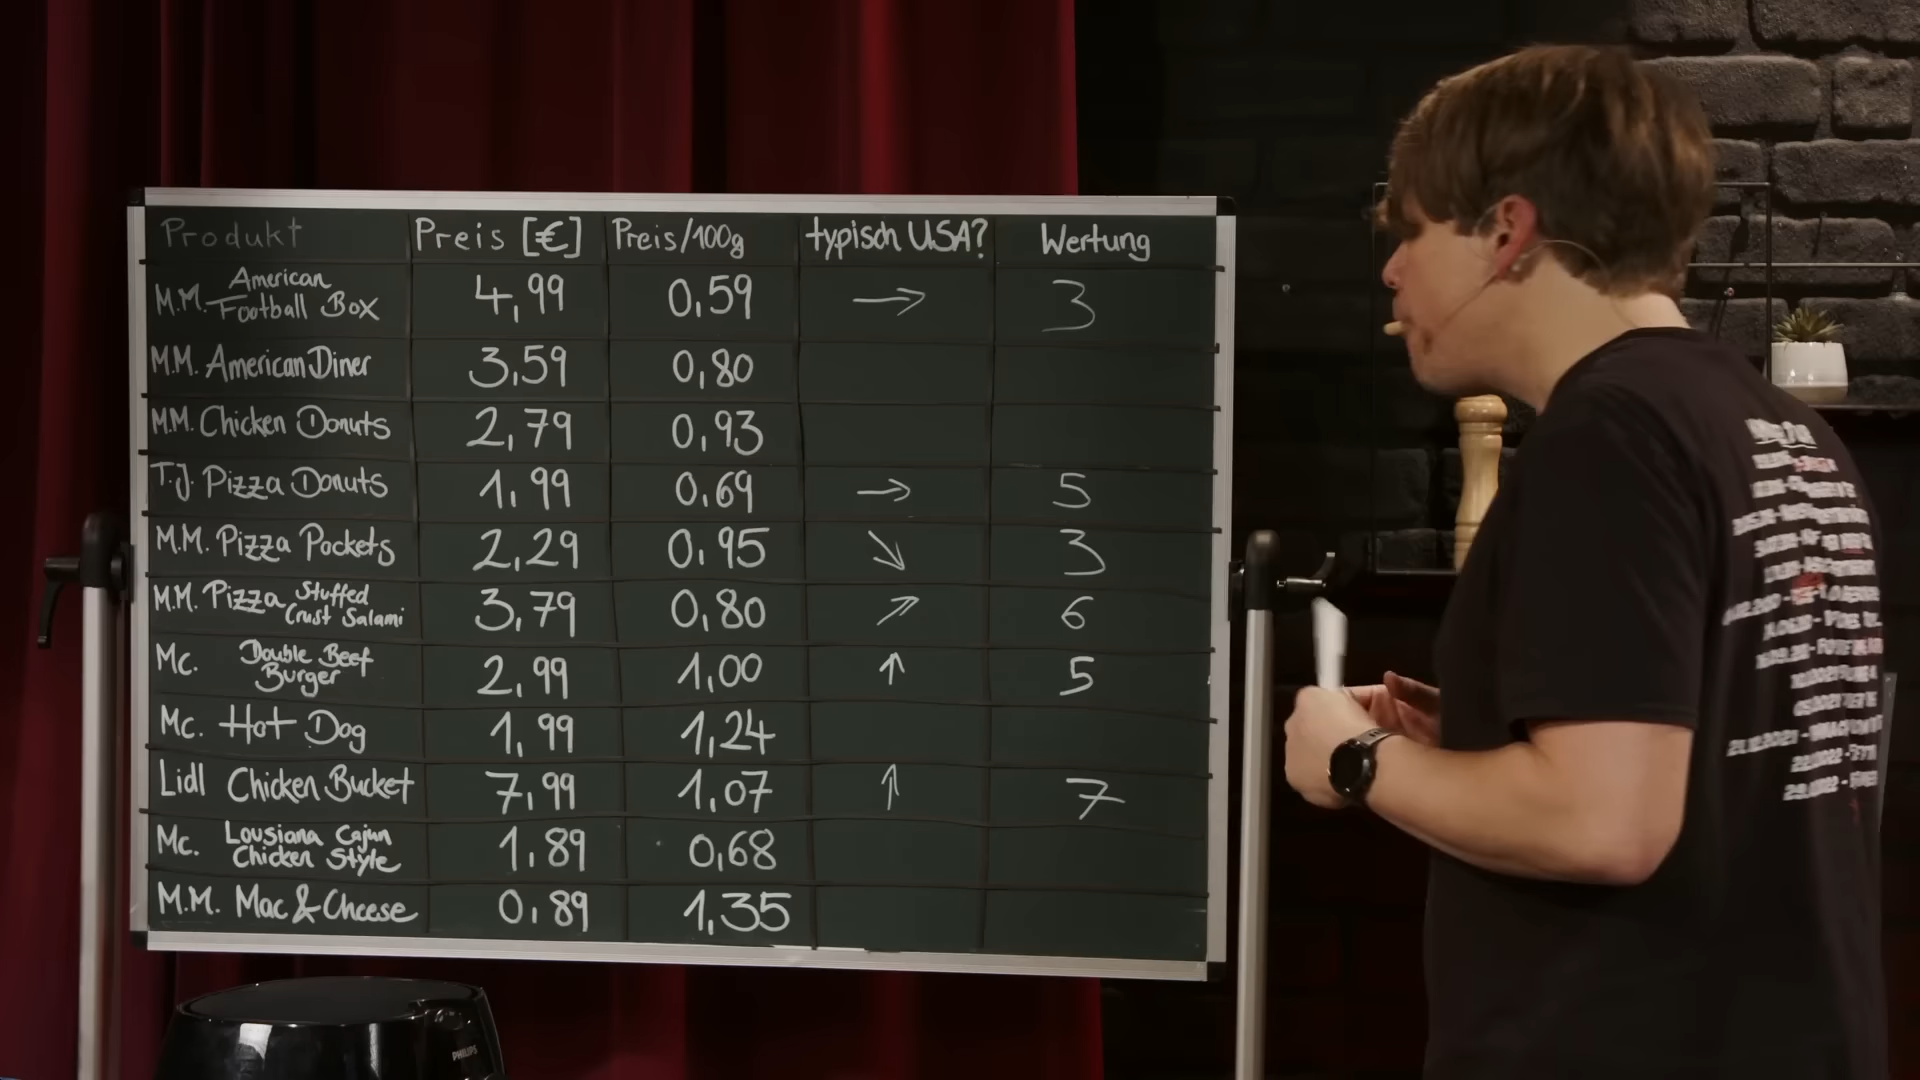 Produkt Preis [€] Preis/100g typisch USA? Wertung
M.M. American Football Box 4,99 0,59 → 3
M.M. American Diner 3,59 0,80
M.M. Chicken Donuts 2,79 0,93
T.J. Pizza Donuts 1,99 0,69 → 5
M.M. Pizza Pockets 2,29 0,95 ↘ 3
M.M. Pizza Stuffed Crust Salami 3,79 0,80 ↗ 6
Mc. Double Beef Burger 2,99 1,00 ↑ 5
Mc. Hot Dog 1,99 1,24
Lidl Chicken Bucket 7,99 1,07 ↑ 7
Mc. Lousiana Cajun Chicken Style 1,89 0,68
M.M. Mac & Cheese 0,89 1,35
PHILIPS